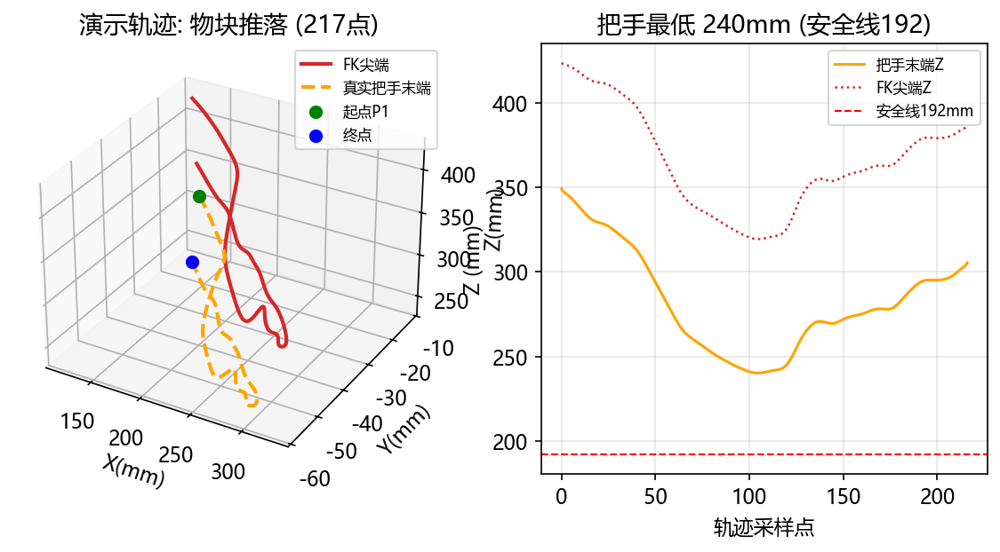 演示轨迹: 物块推落 (217点)
FK尖端
真实把手末端
起点P1
终点
400
350
300
250
Z (mm)
-10
-20
-30
-40
-50
-60
Y(mm)
150
200
250
300
X(mm)
把手最低 240mm (安全线192)
把手末端Z
FK尖端Z
安全线192mm
400
350
300
250
200
Z(mm)
0
50
100
150
200
轨迹采样点